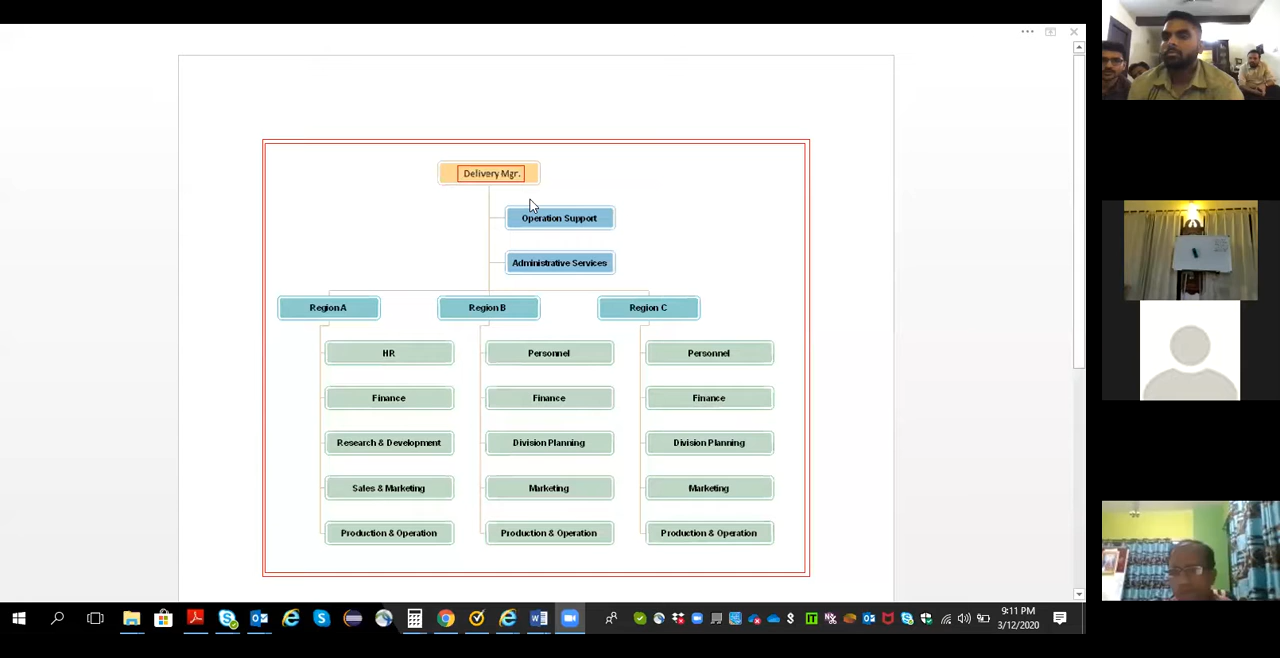 Delivery Mgr.
Operation Support
Administrative Services
Region A
Region B
Region C
HR
Personnel
Personnel
Finance
Finance
Finance
Research & Development
Division Planning
Division Planning
Sales & Marketing
Marketing
Marketing
Production & Operation
Production & Operation
Production & Operation
9:11 PM
3/12/2020